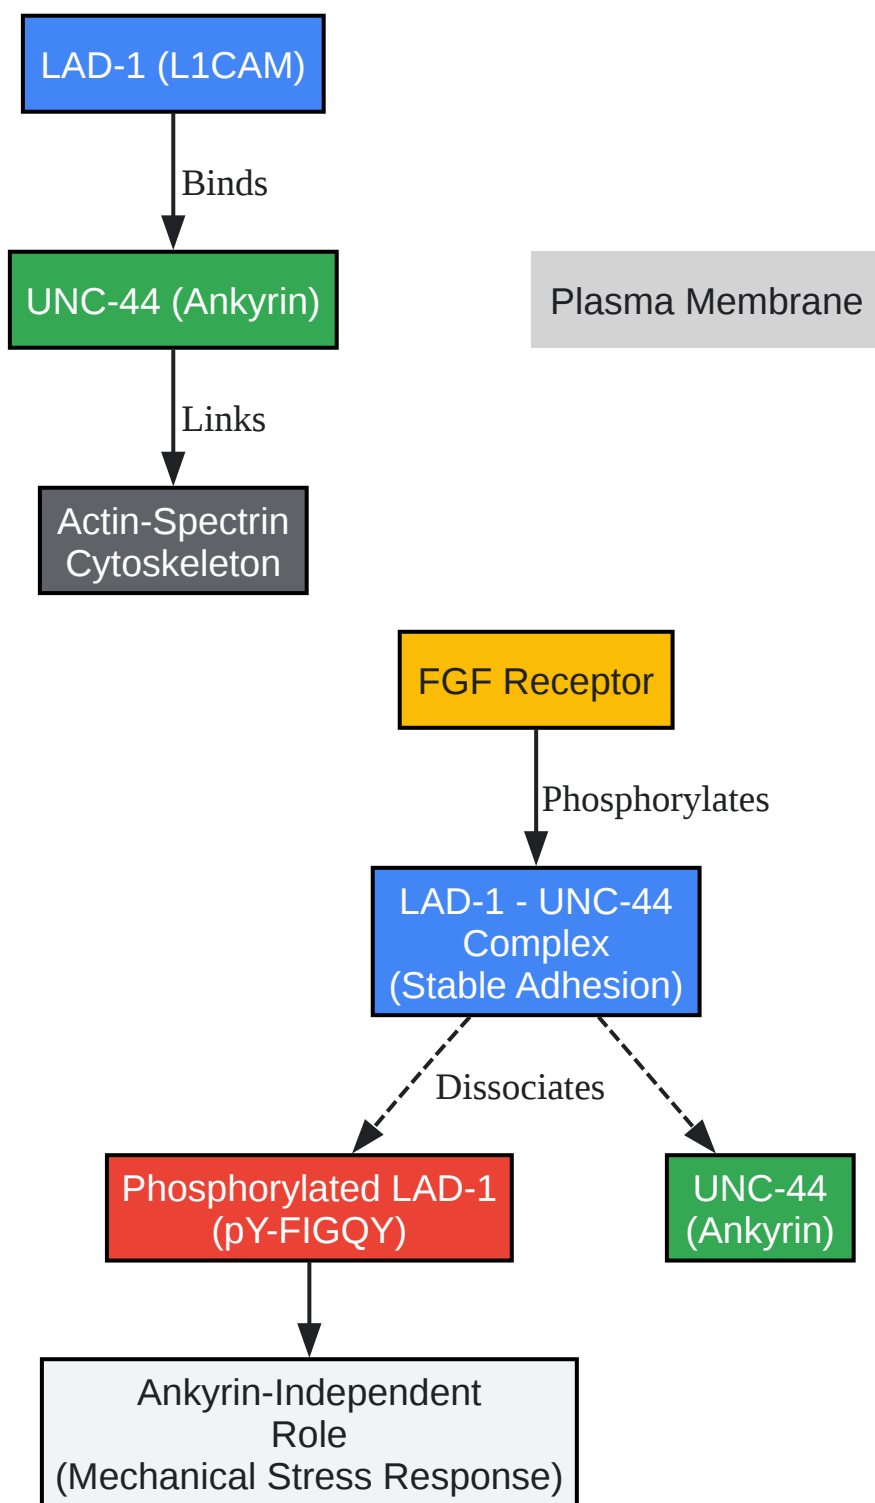 LAD-1 (L1CAM)
Binds
UNC-44 (Ankyrin)
Plasma Membrane
Links
Actin-Spectrin
Cytoskeleton
FGF Receptor
Phosphorylates
LAD-1 - UNC-44
Complex
(Stable Adhesion)
Dissociates
Phosphorylated LAD-1
(pY-FIGQY)
UNC-44
(Ankyrin)
Ankyrin-Independent
Role
(Mechanical Stress Response)